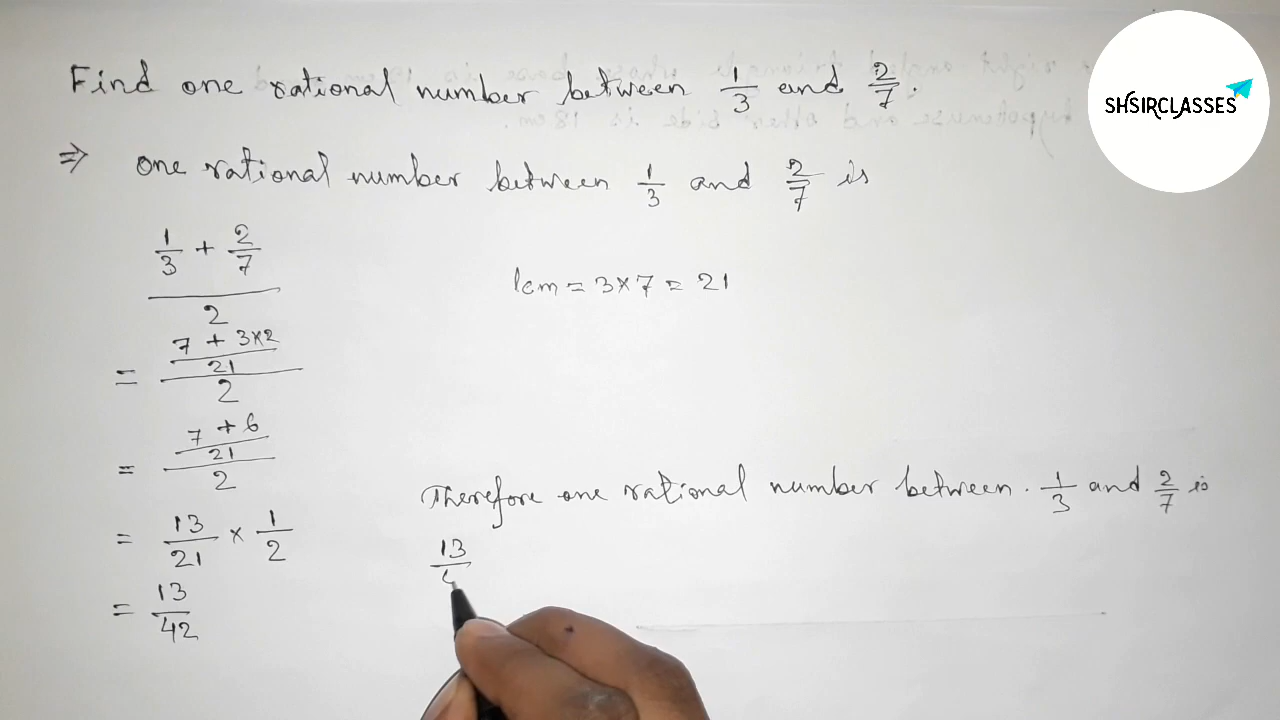 Find one rational number between 1/3 and 2/7.
SHSIRCLASSES
⇒ one rational number between 1/3 and 2/7 is
(1/3 + 2/7)/2
lcm = 3×7 = 21
= ((7 + 3×2)/21)/2
= ((7 + 6)/21)/2
= 13/21 × 1/2
= 13/42
Therefore one rational number between. 1/3 and 2/7 is
13/